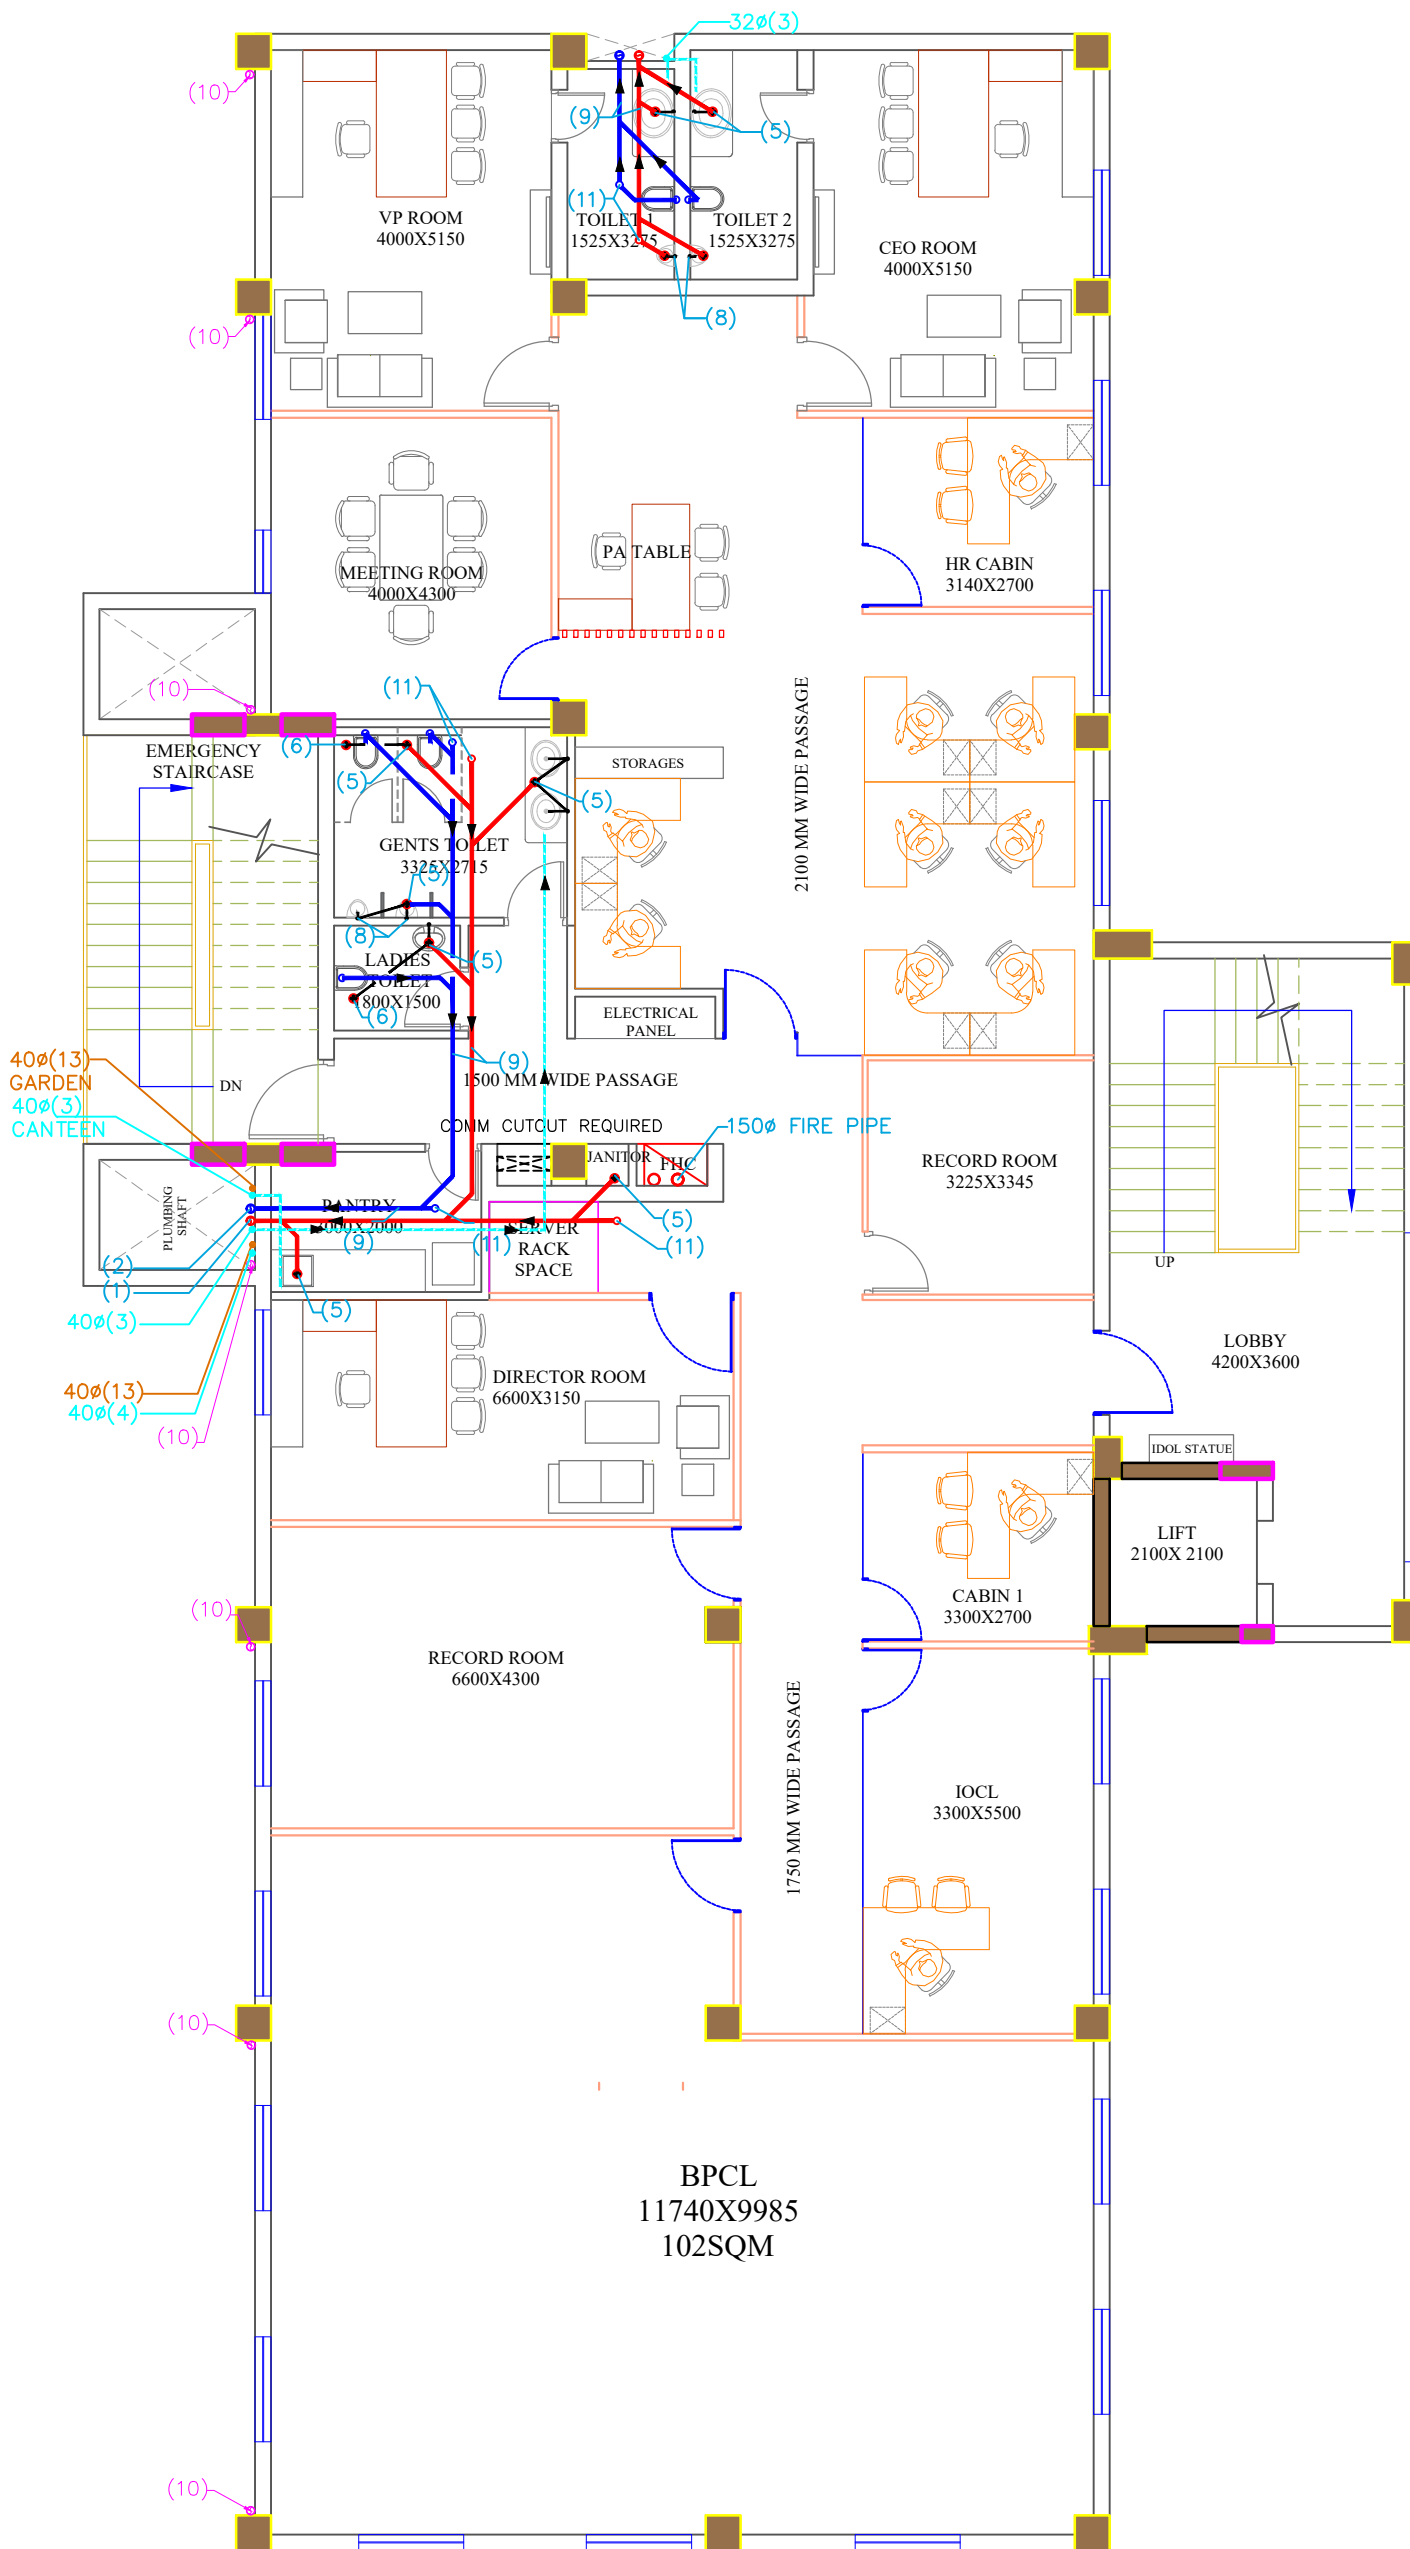 32ø(3)
(10)
(9)
(5)
VP ROOM
4000X5150
(11)
TOILET 1
1525X3275
TOILET 2
1525X3275
CEO ROOM
4000X5150
(10)
(8)
PA TABLE
MEETING ROOM
4000X4300
HR CABIN
3140X2700
(10)
(11)
2100 MM WIDE PASSAGE
EMERGENCY
STAIRCASE
(6)
(5)
STORAGES
(5)
GENTS TOILET
3325X2715
(5)
(8)
LADIES
TOILET
1800X1500
(5)
(6)
ELECTRICAL
PANEL
40ø(13)
GARDEN
40ø(3)
CANTEEN
DN
(9)
1500 MM WIDE PASSAGE
COMM CUTOUT REQUIRED
150ø FIRE PIPE
JANITOR
FHC
RECORD ROOM
3225X3345
PLUMBING
SHAFT
PANTRY
3000X2000
(9)
(11)
SERVER
RACK
SPACE
(5)
(11)
(2)
(1)
(5)
40ø(3)
UP
LOBBY
4200X3600
DIRECTOR ROOM
6600X3150
40ø(13)
40ø(4)
(10)
IDOL STATUE
LIFT
2100X 2100
CABIN 1
3300X2700
(10)
RECORD ROOM
6600X4300
1750 MM WIDE PASSAGE
IOCL
3300X5500
(10)
BPCL
11740X9985
102SQM
(10)